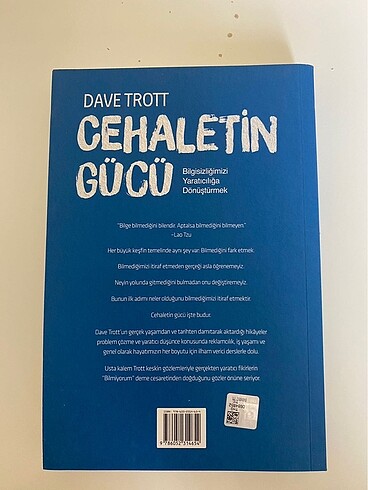 DAVE TROTT
CEHALETİN
GÜCÜ
Bilgisizliğimizi
Yaratıcılığa
Dönüştürmek
"Bilge bilmediğini bilendir. Aptalsa bilmediğini bilmeyen."
-Lao Tzu
Her büyük keşfin temelinde aynı şey var: Bilmediğini fark etmek.
Bilmediğimizi itiraf etmeden gerçeği asla öğrenemeyiz.
Neyin yolunda gitmediğini bulmadan onu değiştiremeyiz.
Bunun ilk adımı neler olduğunu bilmediğimizi itiraf etmektir.
Cehaletin gücü işte budur.
Dave Trott'un gerçek yaşamdan ve tarihten damıtarak aktardığı hikâyeler
problem çözme ve yaratıcı düşünce konusunda reklamcılık, iş yaşamı ve
genel olarak hayatımızın her boyutu için ilham verici derslerle dolu.
Usta kalem Trott keskin gözlemleriyle gerçekten yaratıcı fikirlerin
"Bilmiyorum" deme cesaretinden doğduğunu gözler önüne seriyor.
9 786052 314654